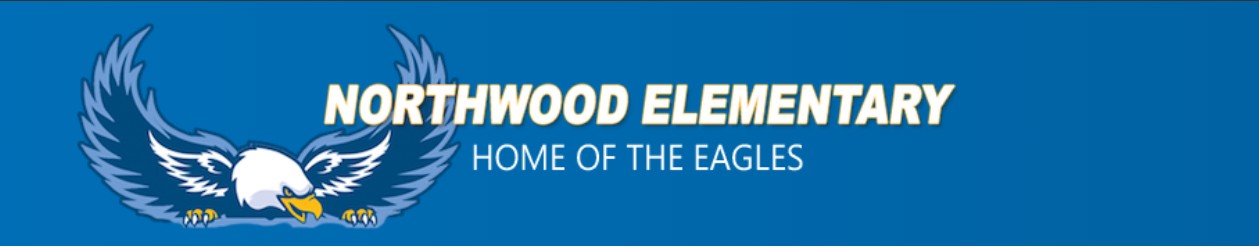 NORTHWOOD ELEMENTARY
HOME OF THE EAGLES